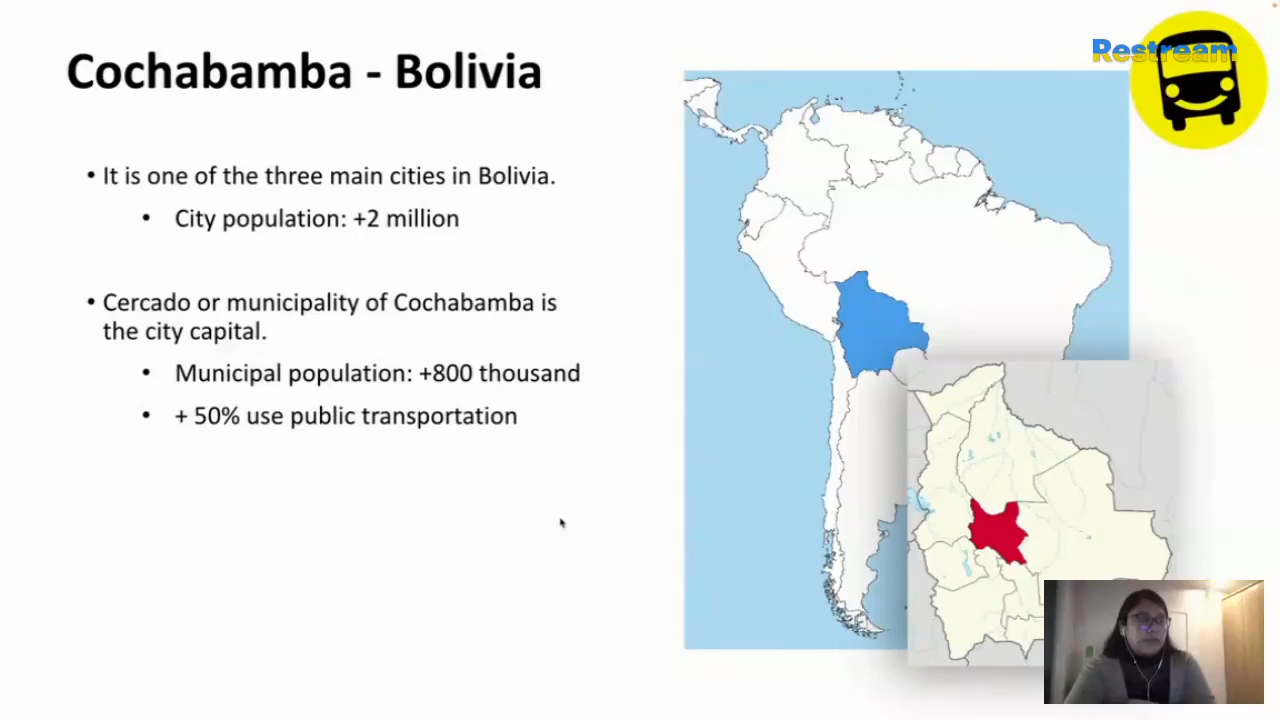 Restream
Cochabamba - Bolivia
• It is one of the three main cities in Bolivia.
• City population: +2 million
• Cercado or municipality of Cochabamba is
the city capital.
• Municipal population: +800 thousand
• + 50% use public transportation